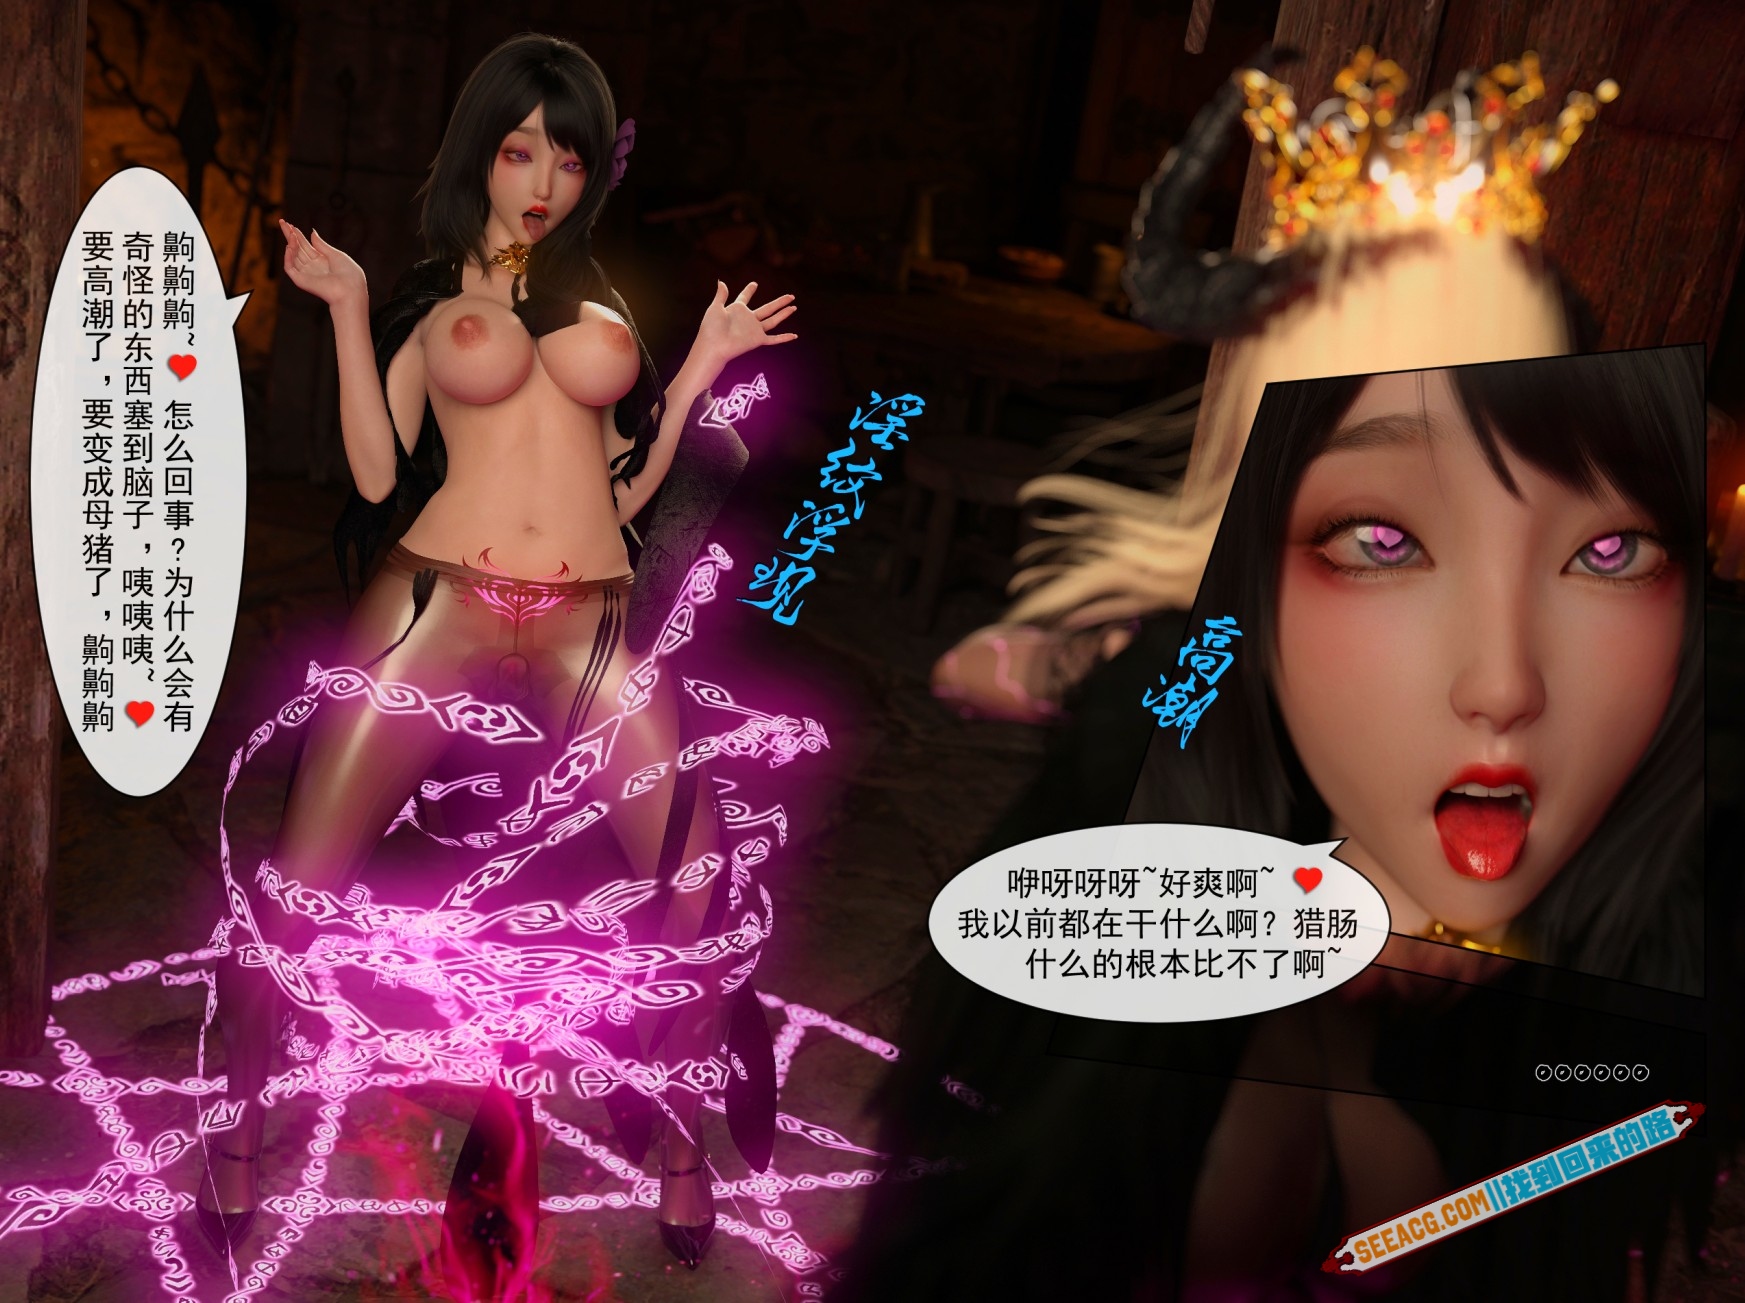 齁齁齁~❤怎么回事?为什么会有
奇怪的东西塞到脑子，咦咦咦~❤
要高潮了，要变成母猪了，齁齁齁
淫纹浮现
高潮
咿呀呀呀~好爽啊~❤
我以前都在干什么啊？猎肠
什么的根本比不了啊~
SEEACG.COM||找到回来的路